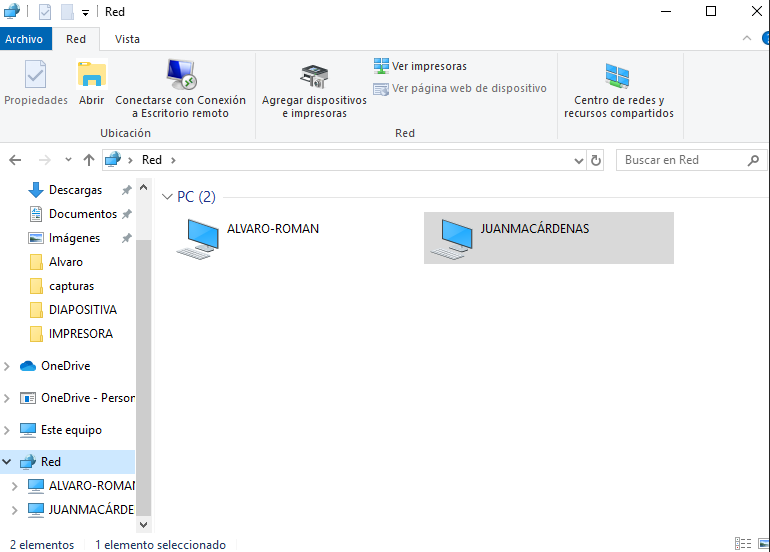 Red
Archivo
Red
Vista
Propiedades
Abrir
Conectarse con Conexión
a Escritorio remoto
Ubicación
Agregar dispositivos
e impresoras
Ver impresoras
Ver página web de dispositivo
Red
Centro de redes y
recursos compartidos
Red
Buscar en Red
Descargas
Documentos
Imágenes
Alvaro
capturas
DIAPOSITIVA
IMPRESORA
OneDrive
OneDrive - Person
Este equipo
Red
ALVARO-ROMAN
JUANMACÁRDE
PC (2)
ALVARO-ROMAN
JUANMACÁRDENAS
2 elementos
1 elemento seleccionado